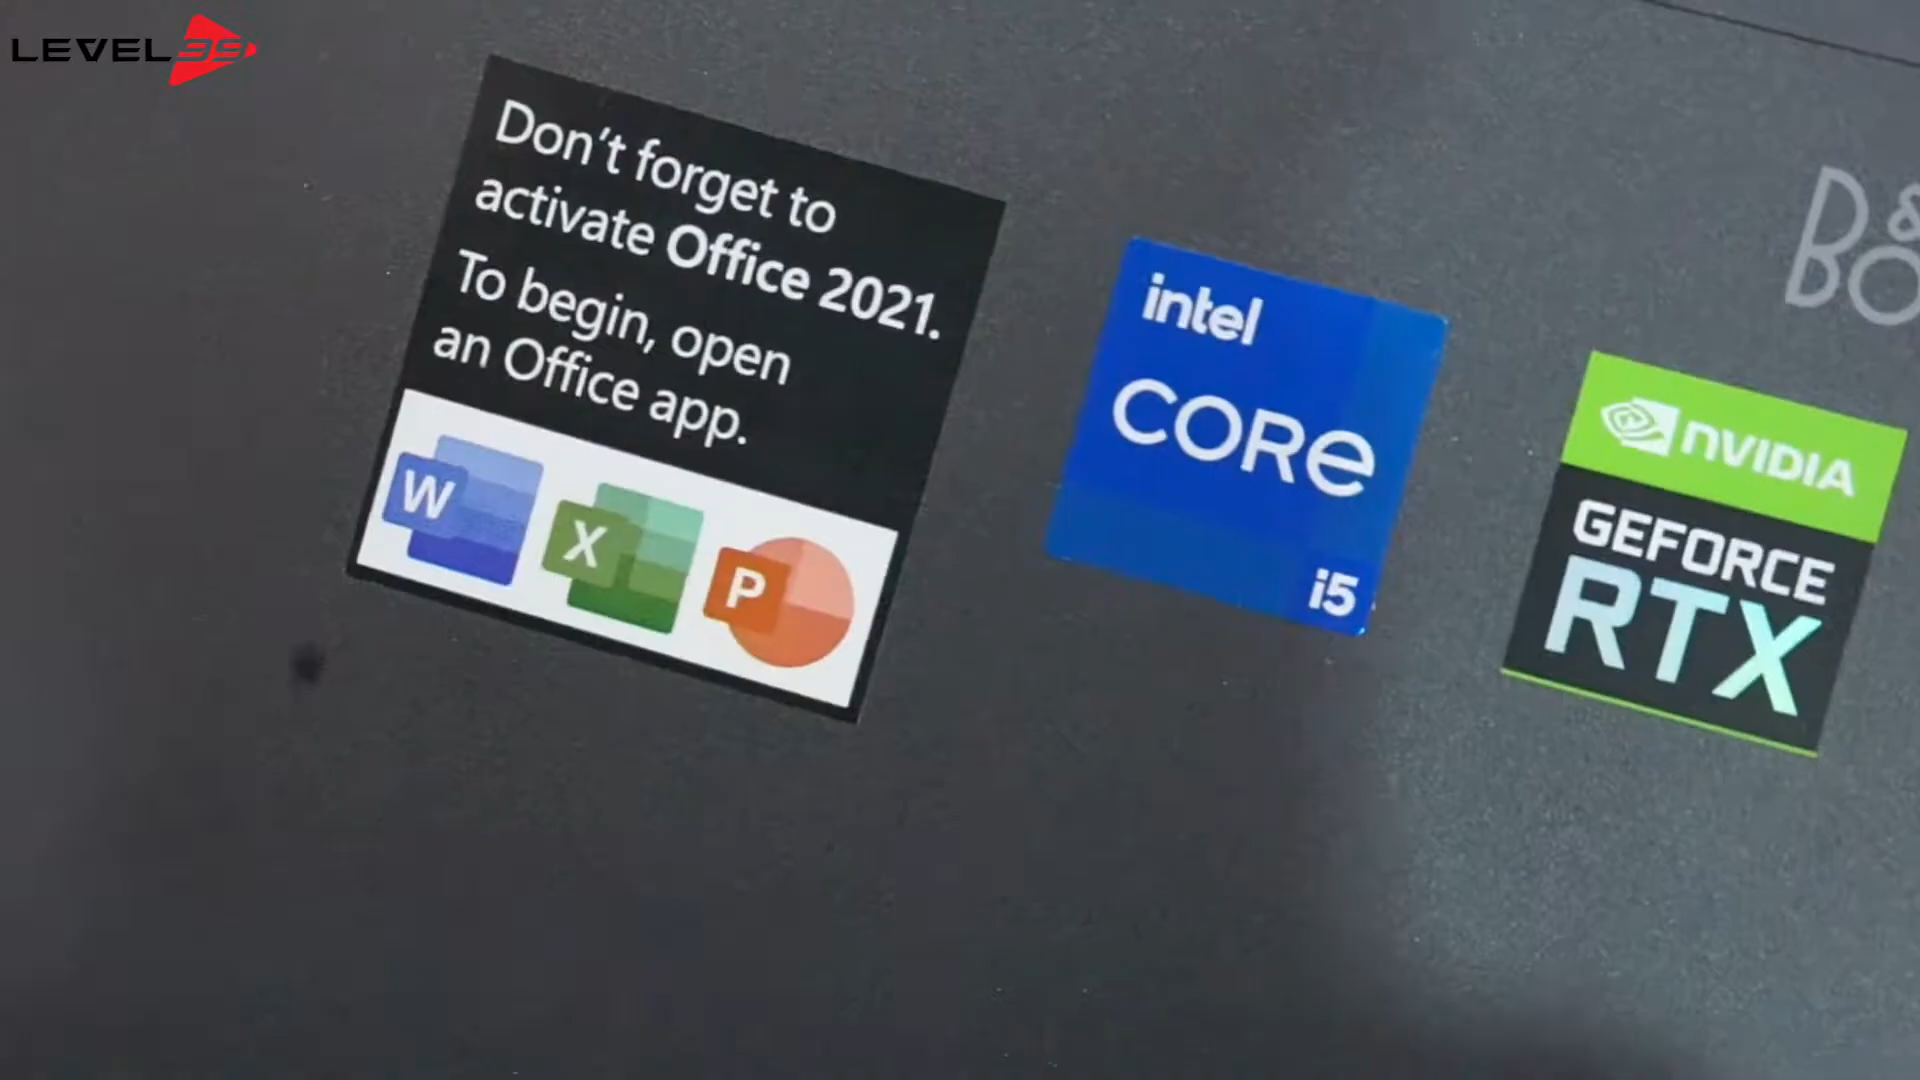 LEVEL 39
Don't forget to
activate Office 2021.
To begin, open
an Office app.
W X P
intel
CORE
i5
B&
NVIDIA
GEFORCE
RTX